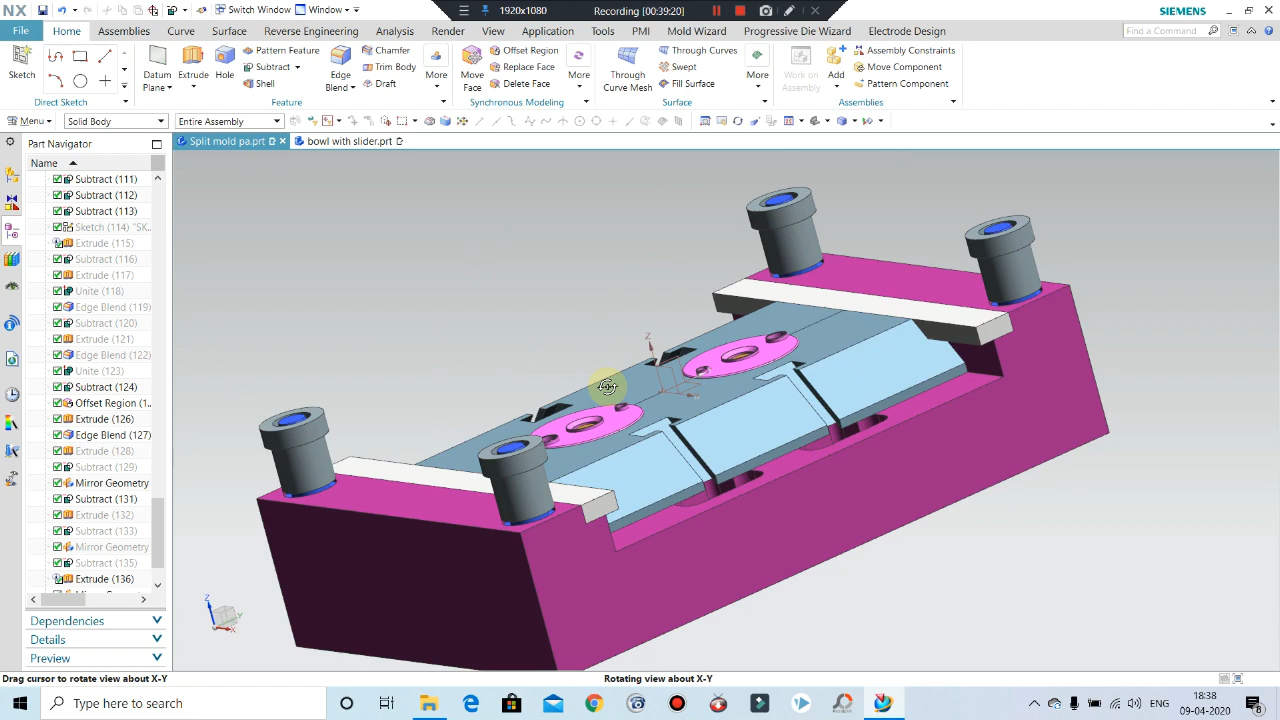 NX
Switch Window
Window
1920x1080
Recording [00:39:20]
SIEMENS
File
Home
Assemblies
Curve
Surface
Reverse Engineering
Analysis
Render
View
Application
Tools
PMI
Mold Wizard
Progressive Die Wizard
Electrode Design
Find a Command
Sketch
Direct Sketch
Datum Plane
Extrude
Hole
Pattern Feature
Subtract
Shell
Edge Blend
Chamfer
Trim Body
Draft
More
Feature
Move Face
Offset Region
Replace Face
Delete Face
More
Synchronous Modeling
Through Curve Mesh
Through Curves
Swept
Fill Surface
More
Surface
Work on Assembly
Add
Assembly Constraints
Move Component
Pattern Component
Assemblies
Menu
Solid Body
Entire Assembly
Part Navigator
Split mold pa.prt
bowl with slider.prt
Name
Subtract (111)
Subtract (112)
Subtract (113)
Sketch (114) "SK...
Extrude (115)
Subtract (116)
Extrude (117)
Unite (118)
Edge Blend (119)
Subtract (120)
Extrude (121)
Edge Blend (122)
Unite (123)
Subtract (124)
Offset Region (1...
Extrude (126)
Edge Blend (127)
Extrude (128)
Subtract (129)
Mirror Geometry
Subtract (131)
Extrude (132)
Subtract (133)
Mirror Geometry
Subtract (135)
Extrude (136)
Dependencies
Details
Preview
Z
Z
Y
X
Drag cursor to rotate view about X-Y
Rotating view about X-Y
Type here to search
ENG
18:38
09-04-2020